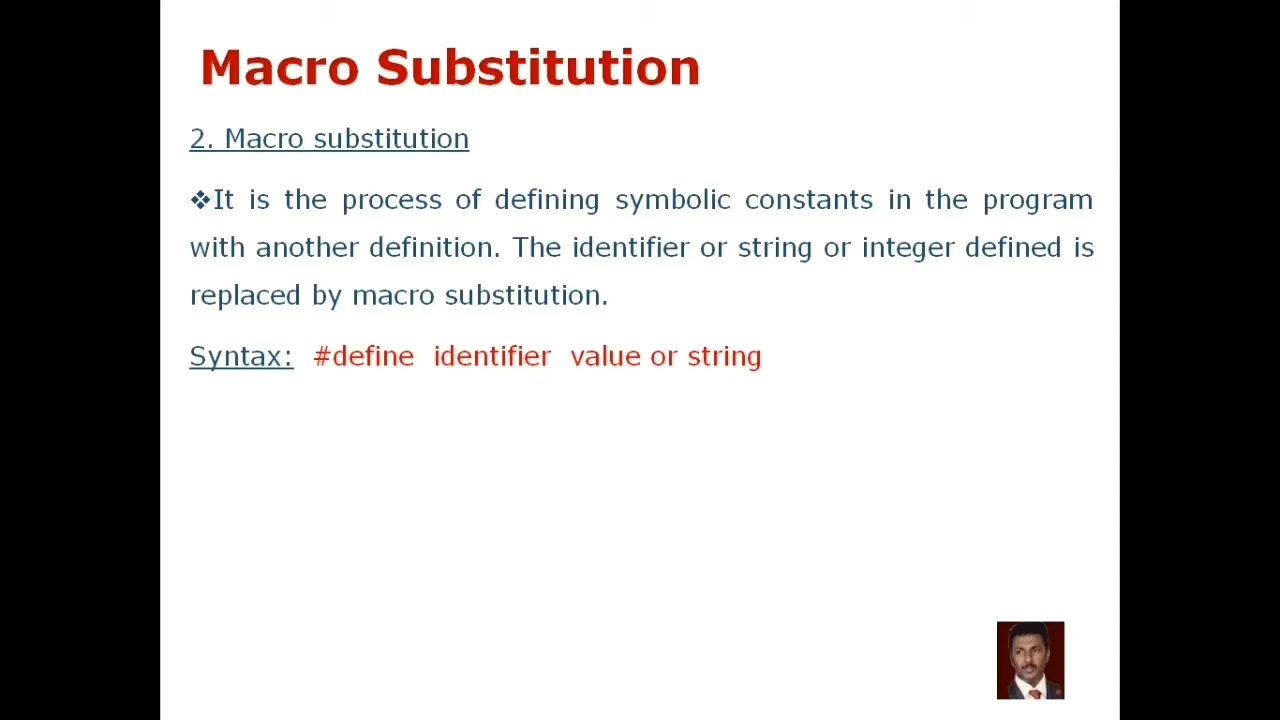 Macro Substitution
2. Macro substitution
❖It is the process of defining symbolic constants in the program
with another definition. The identifier or string or integer defined is
replaced by macro substitution.
Syntax: #define identifier value or string